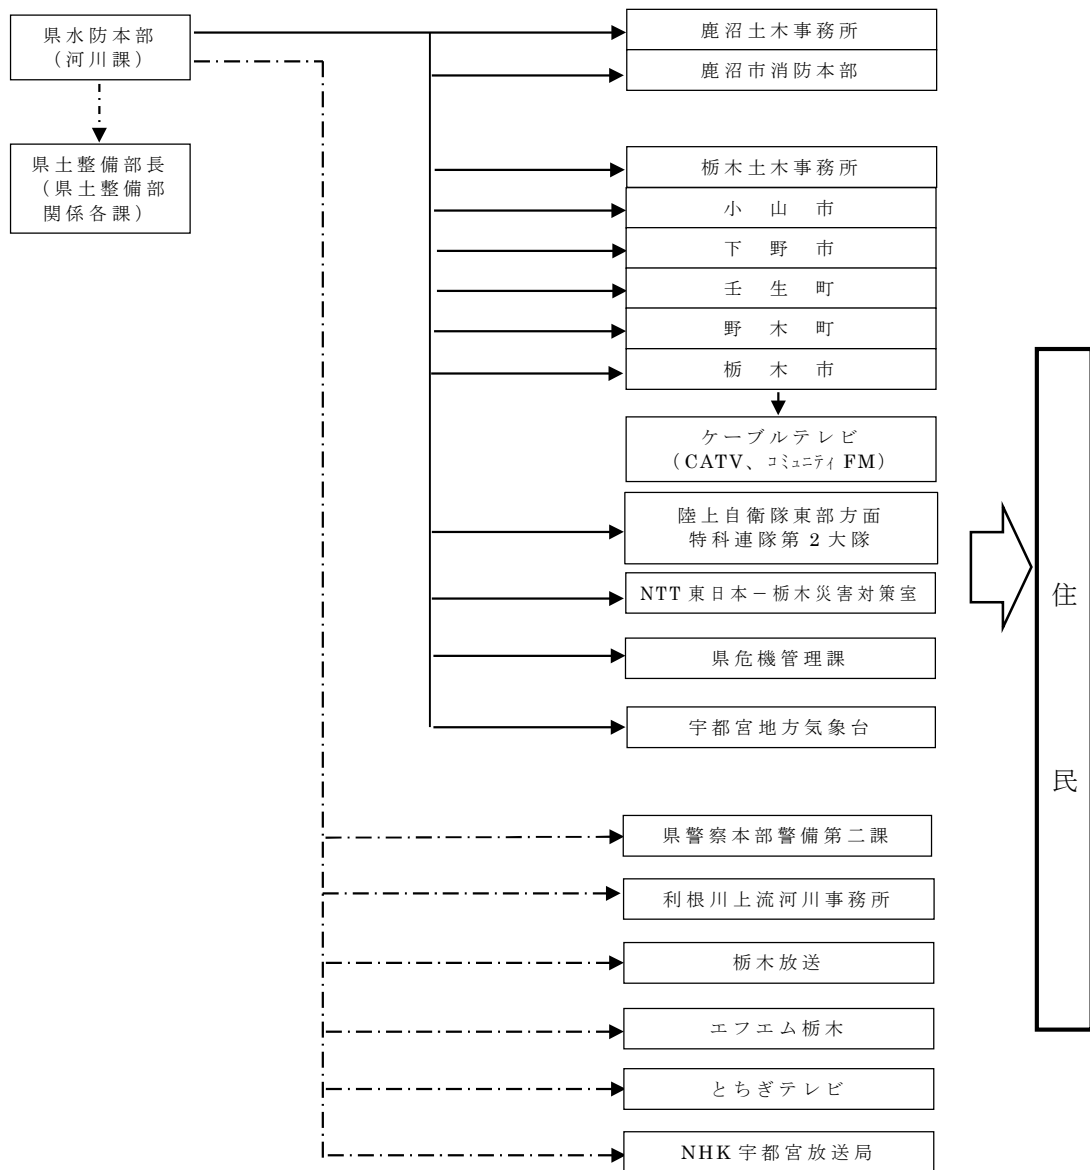 県水防本部
（河川課）
県土整備部長
（県土整備部
関係各課）
鹿沼土木事務所
鹿沼市消防本部
栃木土木事務所
小　山　市
下　野　市
壬　生　町
野　木　町
栃　木　市
ケーブルテレビ
（CATV、コミュニティ FM）
陸上自衛隊東部方面
特科連隊第 2 大隊
NTT 東日本－栃木災害対策室
県危機管理課
宇都宮地方気象台
県警察本部警備第二課
利根川上流河川事務所
栃木放送
エフエム栃木
とちぎテレビ
NHK 宇都宮放送局
住
民